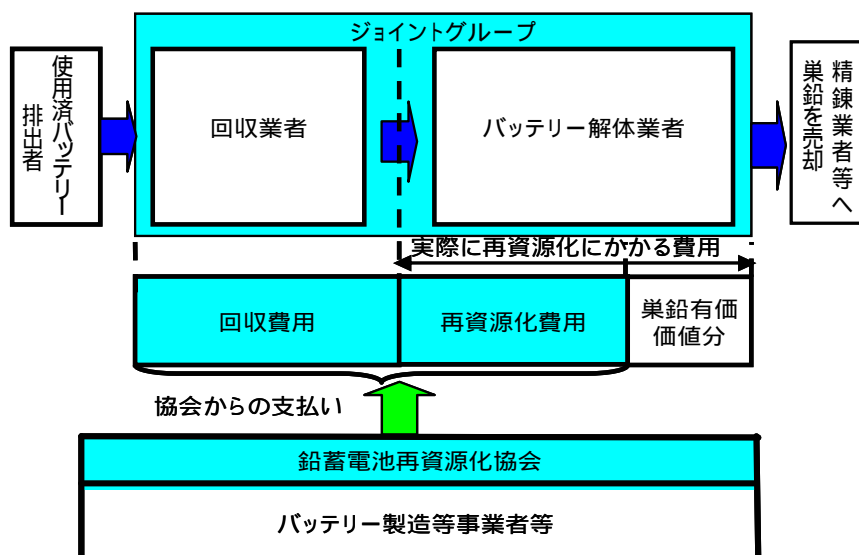 ジョイントグループ
使用済バッテリー
排出者
回収業者
バッテリー解体業者
精錬業者等へ
巣鉛を売却
実際に再資源化にかかる費用
回収費用
再資源化費用
巣鉛有価
価値分
協会からの支払い
鉛蓄電池再資源化協会
バッテリー製造等事業者等